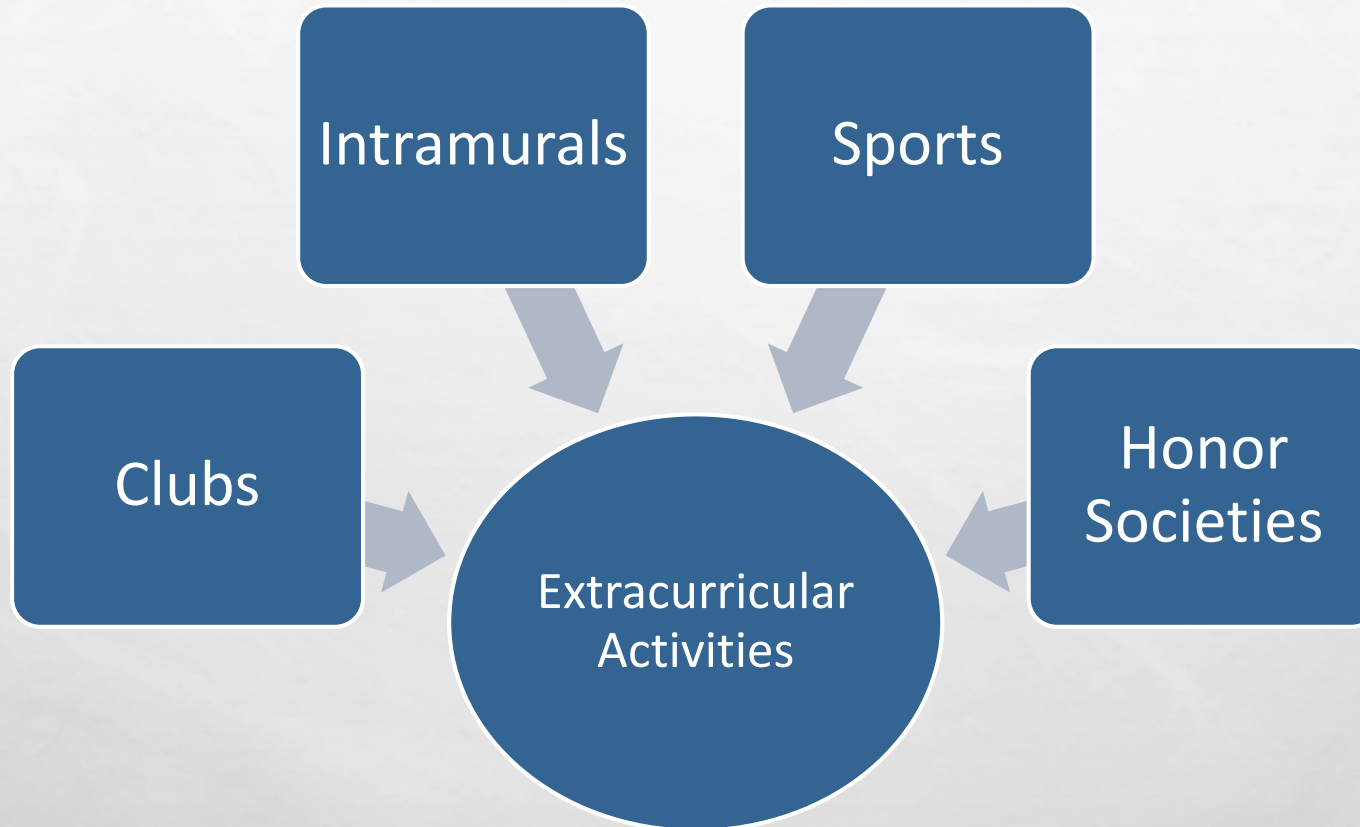 Intramurals
Sports
Clubs
Honor
Societies
Extracurricular
Activities